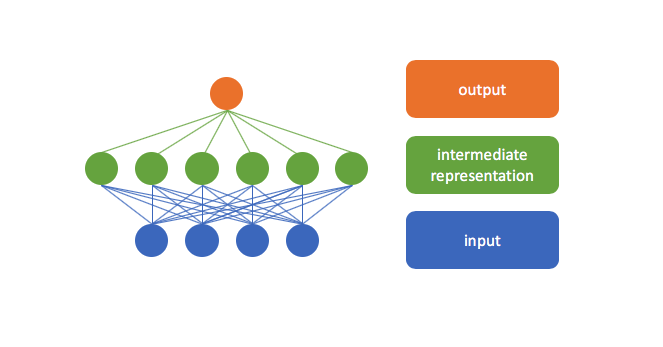 output
intermediate
representation
input